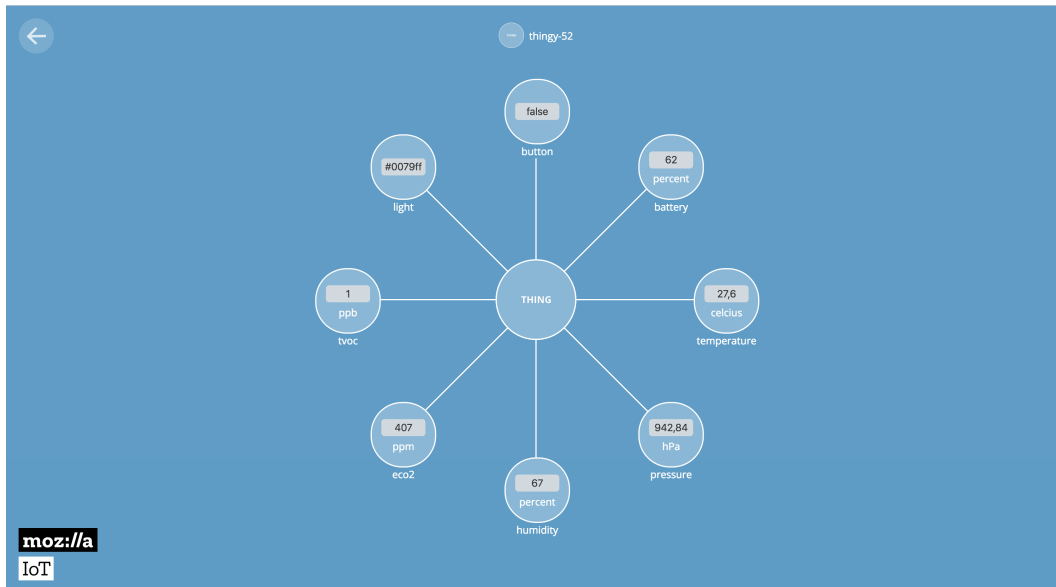 thingy-52
false
button
#0079ff
light
62
percent
battery
1
ppb
tvoc
THING
27,6
celcius
temperature
407
ppm
eco2
942,84
hPa
pressure
67
percent
humidity
moz://a
IoT